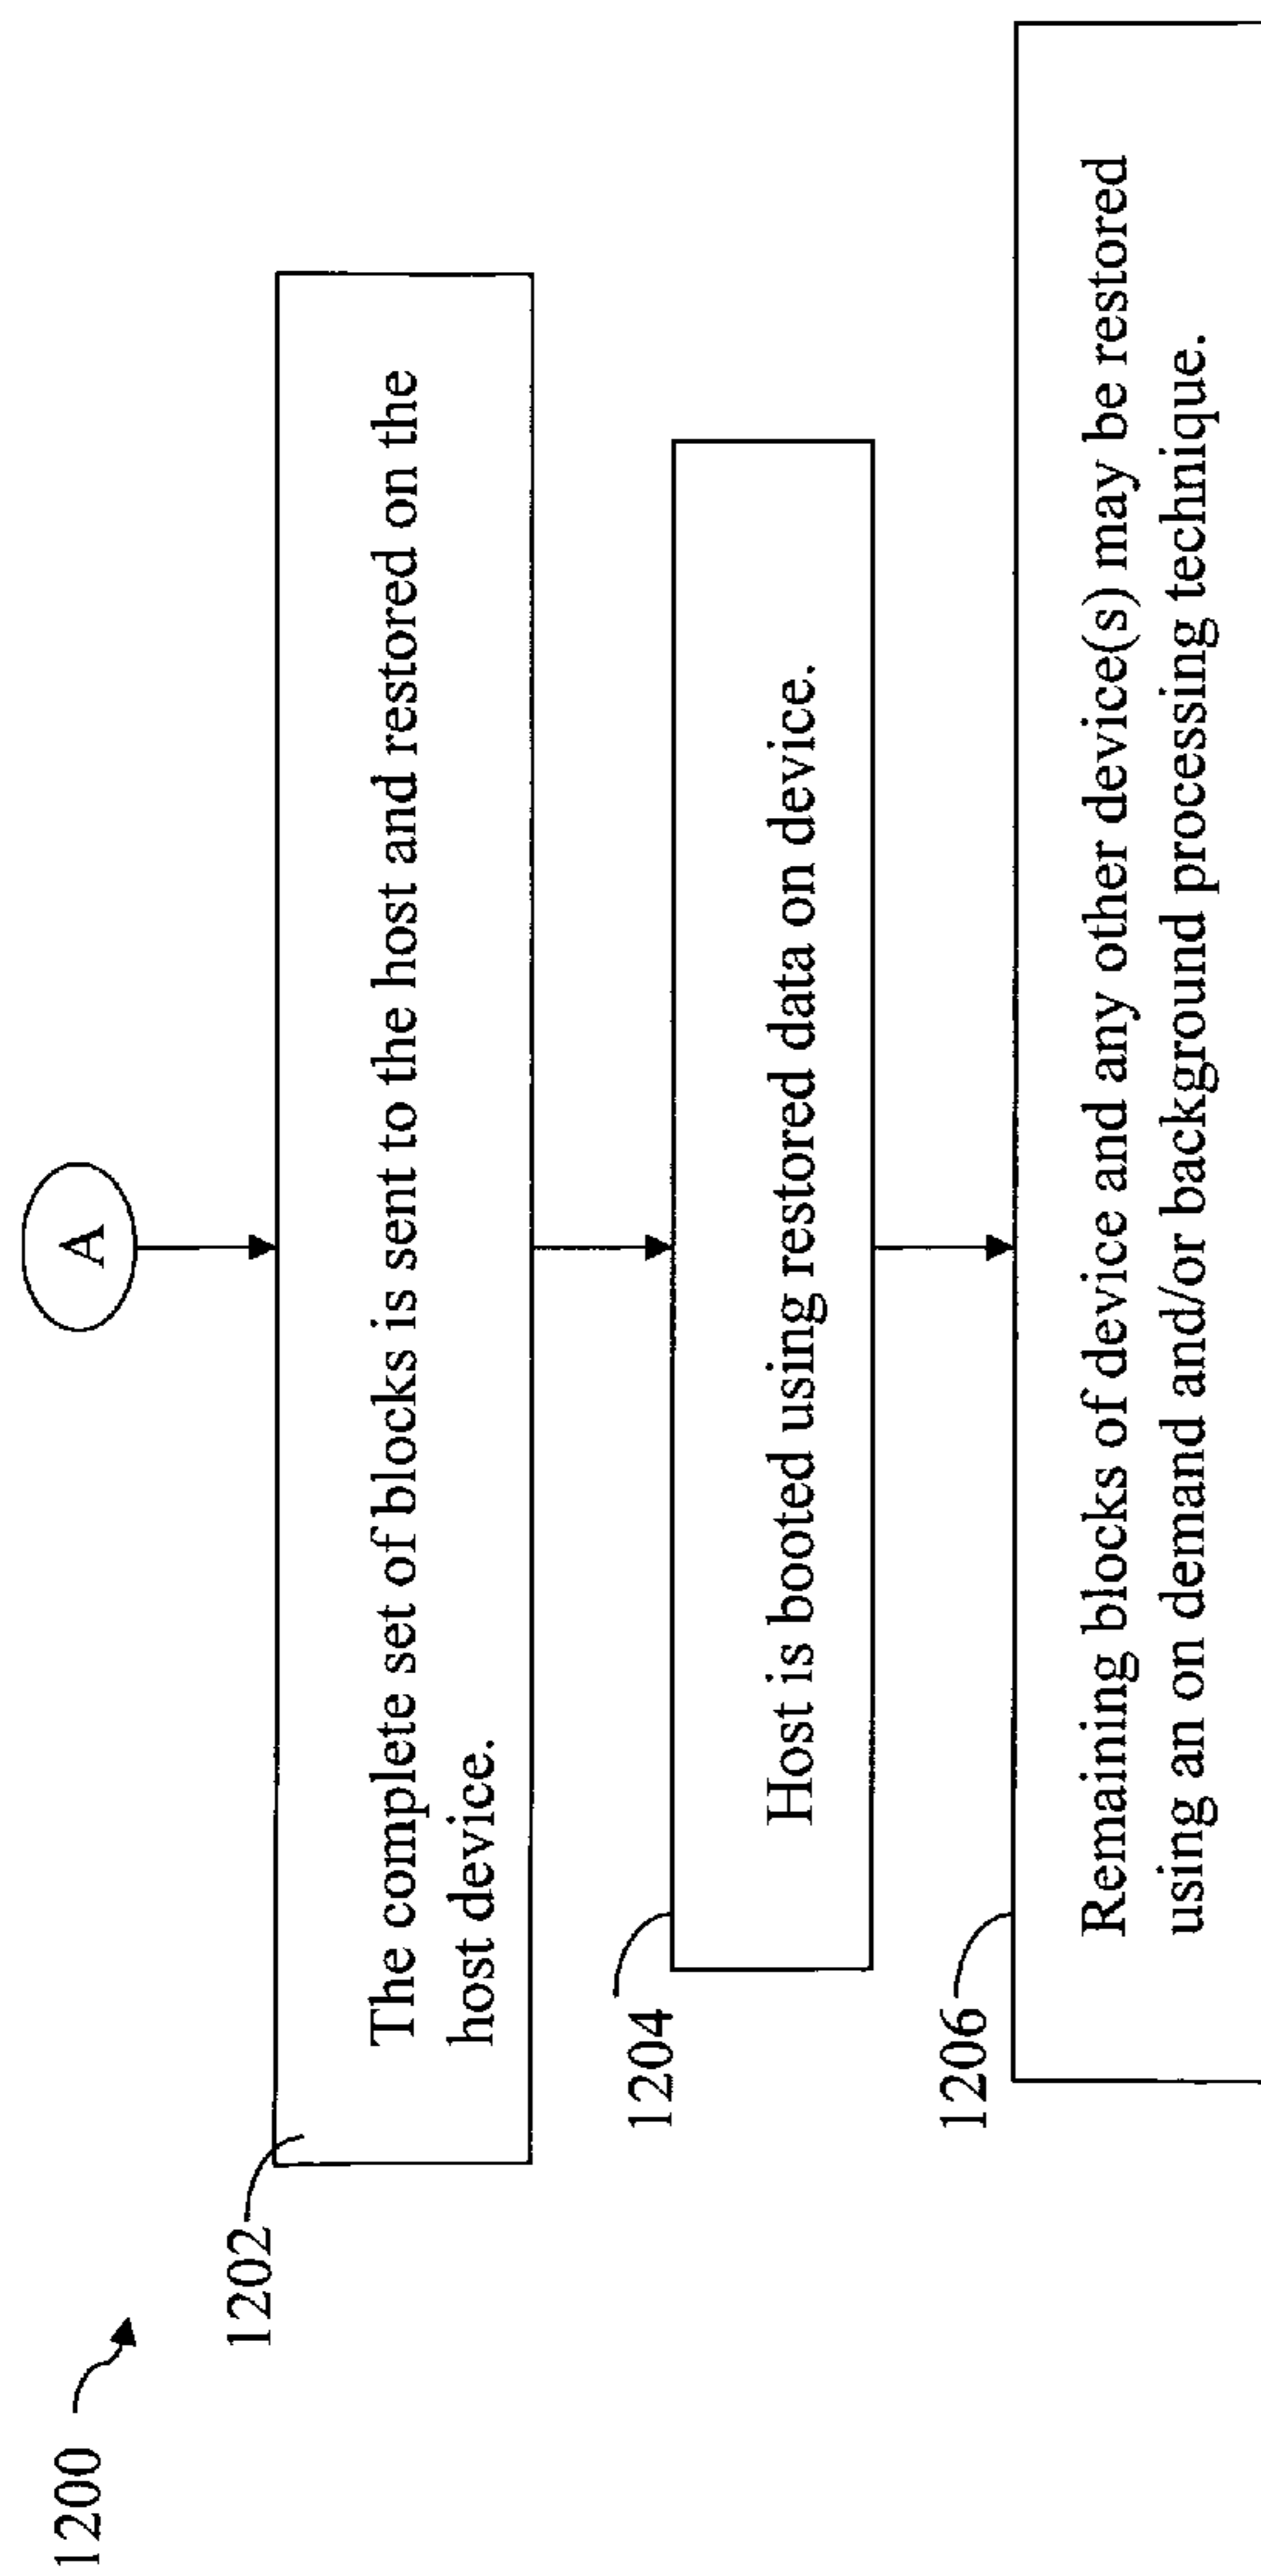 1200
A
1202
The complete set of blocks is sent to the host and restored on the
host device.
1204
Host is booted using restored data on device.
1206
Remaining blocks of device and any other device(s) may be restored
using an on demand and/or background processing technique.